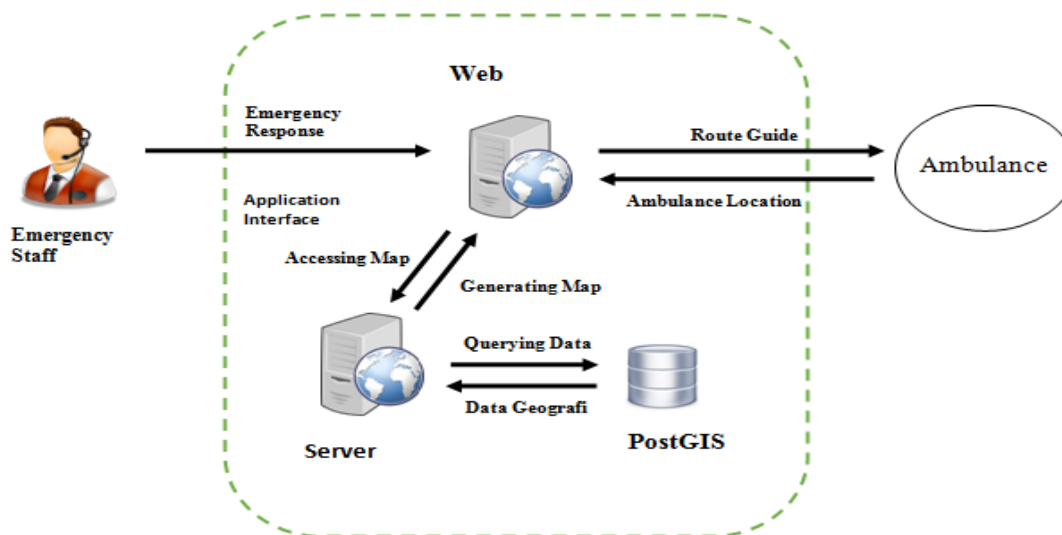 Web
Emergency
Response
Route Guide
Ambulance
Application
Interface
Ambulance Location
Emergency
Staff
Accessing Map
Generating Map
Querying Data
Data Geografi
Server
PostGIS